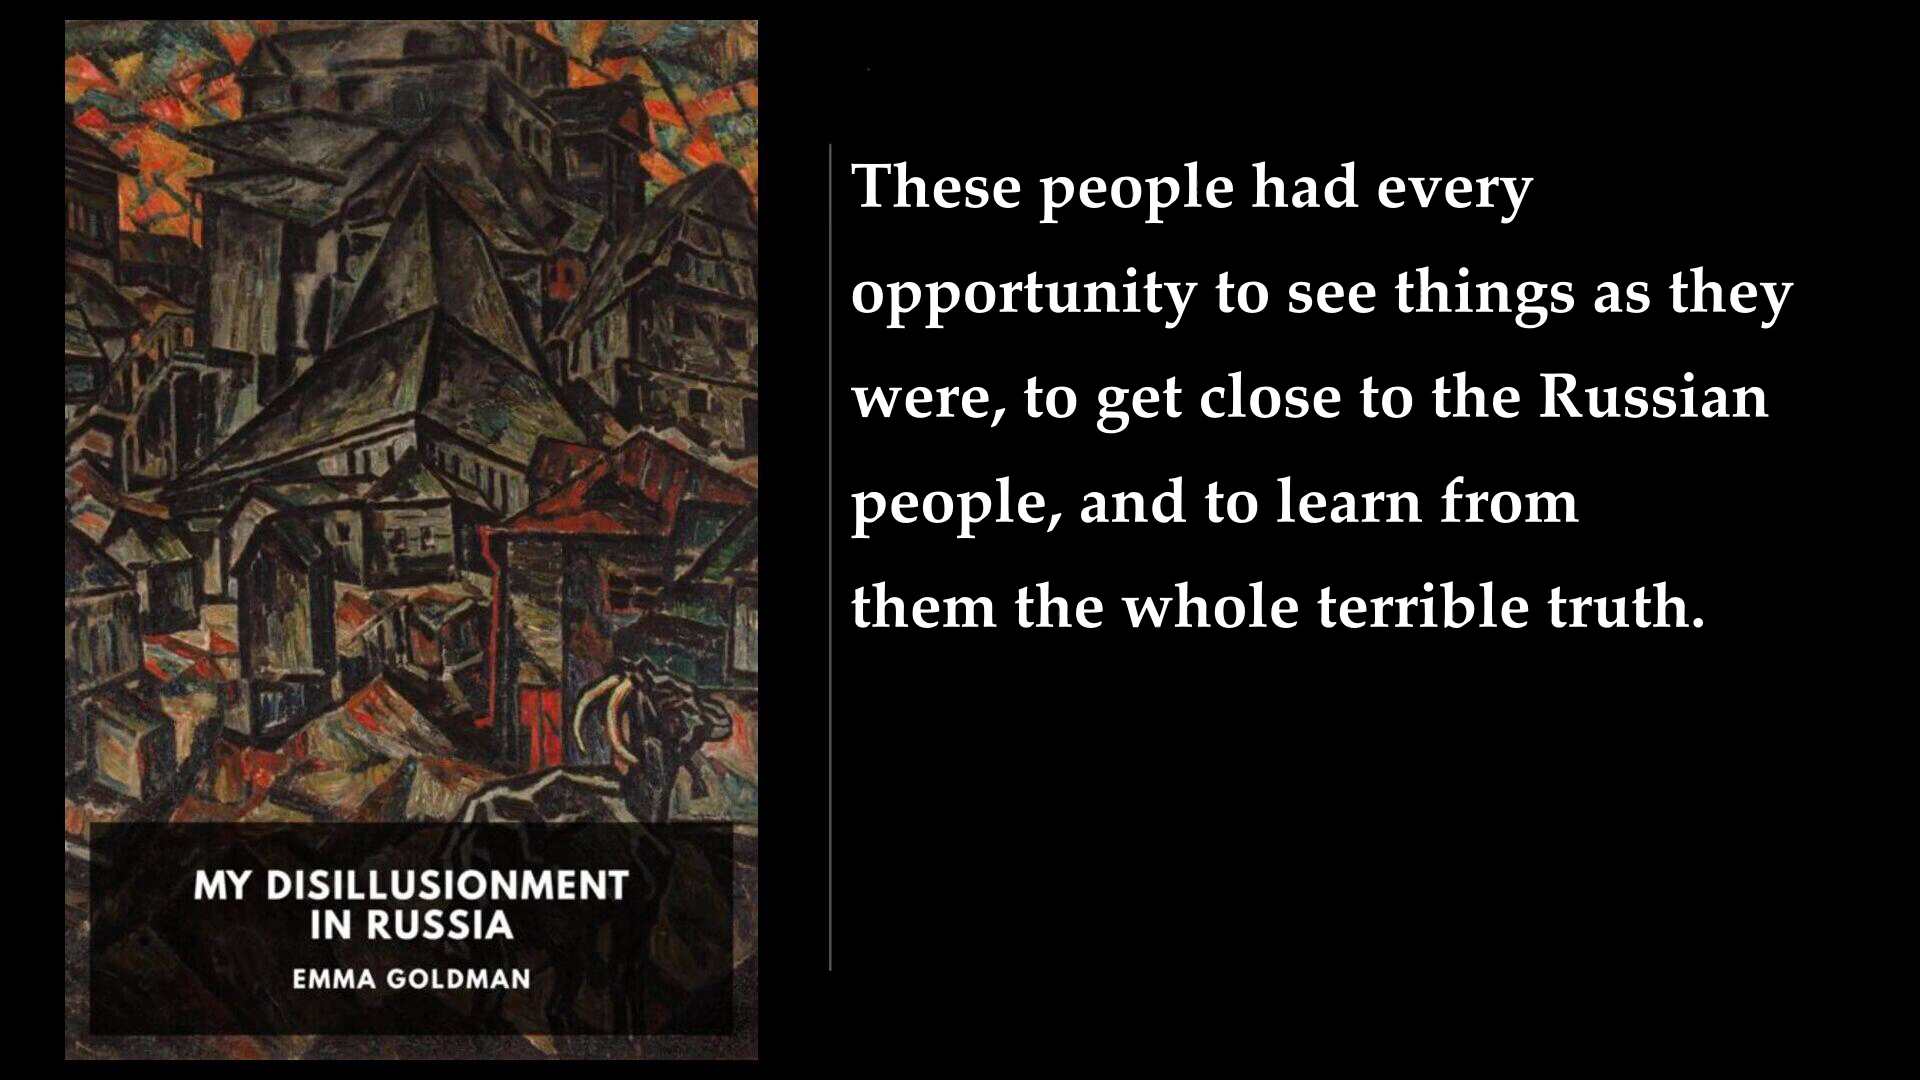 These people had every
opportunity to see things as they
were, to get close to the Russian
people, and to learn from
them the whole terrible truth.
MY DISILLUSIONMENT
IN RUSSIA
EMMA GOLDMAN